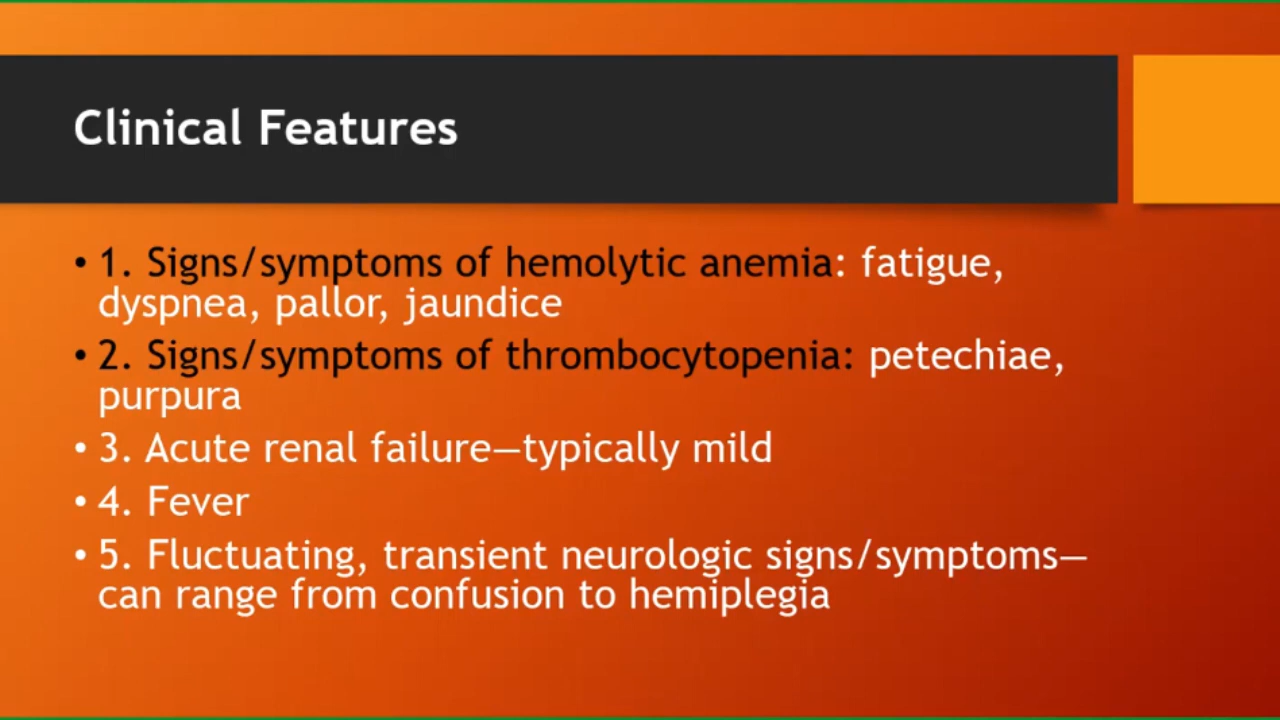 Clinical Features
• 1. Signs/symptoms of hemolytic anemia: fatigue,
dyspnea, pallor, jaundice
• 2. Signs/symptoms of thrombocytopenia: petechiae,
purpura
• 3. Acute renal failure—typically mild
• 4. Fever
• 5. Fluctuating, transient neurologic signs/symptoms—
can range from confusion to hemiplegia